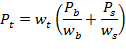 P_t = w_t ( P_b / w_b + P_s / w_s )